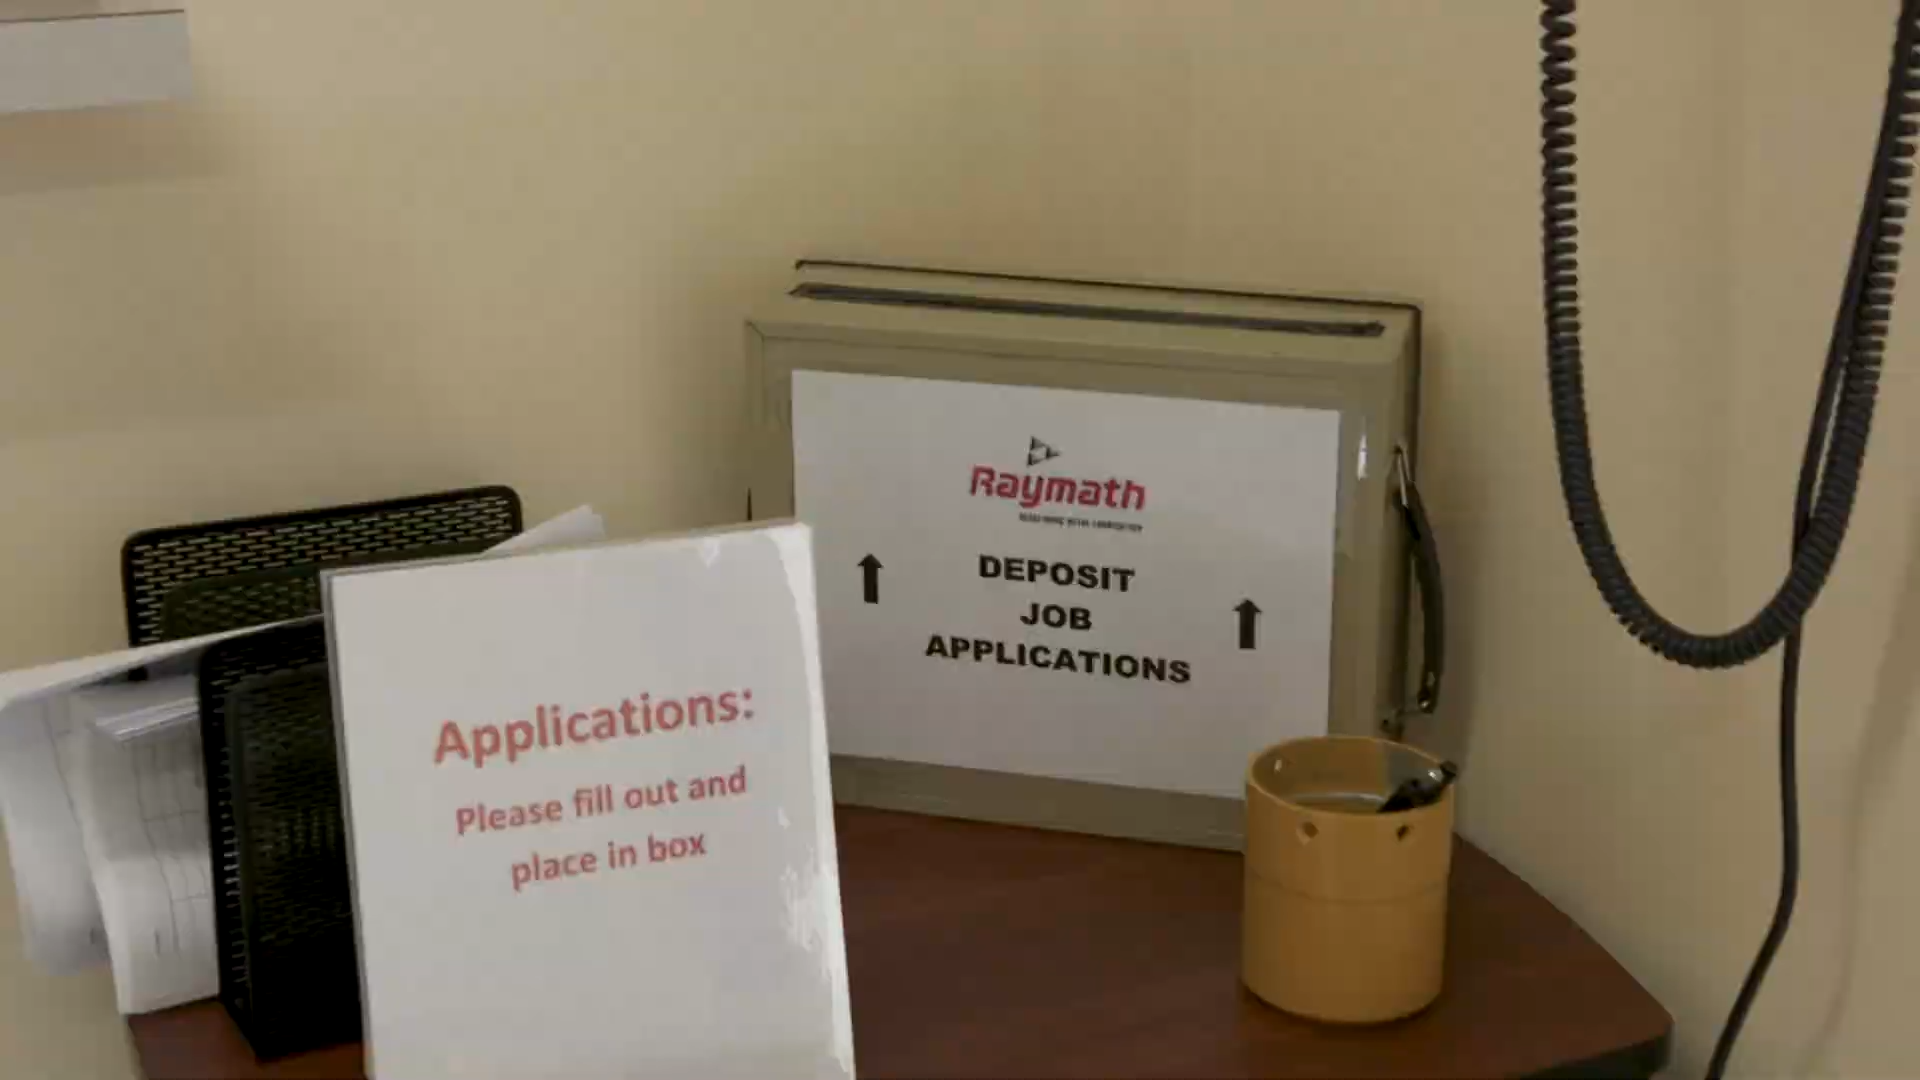 Raymath
DEPOSIT
JOB
APPLICATIONS
Applications:
Please fill out and
place in box